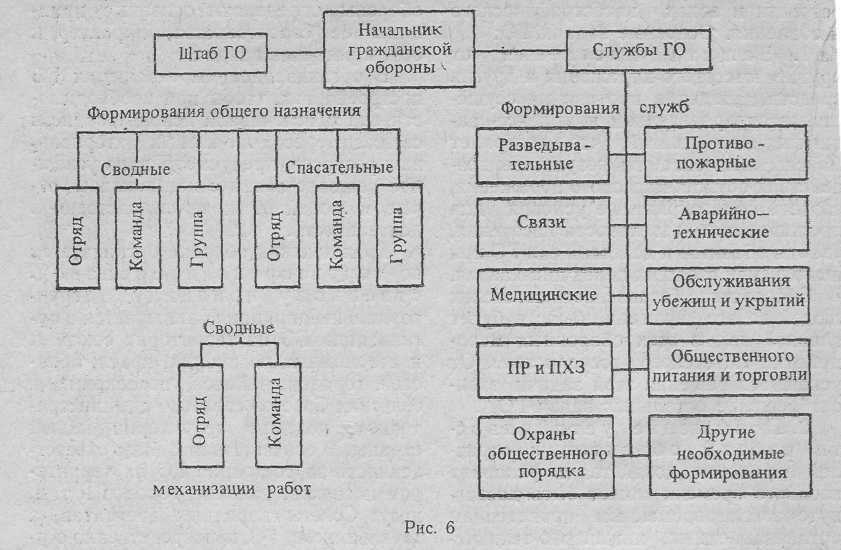 Штаб ГО
Начальник
гражданской
обороны
Службы ГО
Формирования общего назначения
Сводные
Спасательные
Отряд
Команда
Группа
Отряд
Команда
Группа
Сводные
Отряд
Команда
механизации работ
Формирования служб
Разведыва-
тельные
Противо-
пожарные
Связи
Аварийно—
технические
Медицинские
Обслуживания
убежищ и укрытий
ПР и ПХЗ
Общественного
питания и торговли
Охраны
общественного
порядка
Другие
необходимые
формирования
Рис. 6